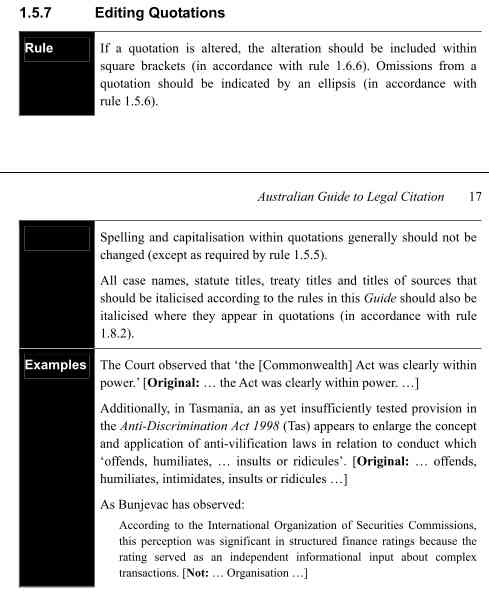 1.5.7 Editing Quotations
Rule
If a quotation is altered, the alteration should be included within
square brackets (in accordance with rule 1.6.6). Omissions from a
quotation should be indicated by an ellipsis (in accordance with
rule 1.5.6).
Australian Guide to Legal Citation 17
Spelling and capitalisation within quotations generally should not be
changed (except as required by rule 1.5.5).
All case names, statute titles, treaty titles and titles of sources that
should be italicised according to the rules in this Guide should also be
italicised where they appear in quotations (in accordance with rule
1.8.2).
Examples
The Court observed that ‘the [Commonwealth] Act was clearly within
power.’ [Original: … the Act was clearly within power. …]
Additionally, in Tasmania, an as yet insufficiently tested provision in
the Anti-Discrimination Act 1998 (Tas) appears to enlarge the concept
and application of anti-vilification laws in relation to conduct which
‘offends, humiliates, … insults or ridicules’. [Original: … offends,
humiliates, intimidates, insults or ridicules …]
As Bunjevac has observed:
According to the International Organization of Securities Commissions,
this perception was significant in structured finance ratings because the
rating served as an independent informational input about complex
transactions. [Not: … Organisation …]